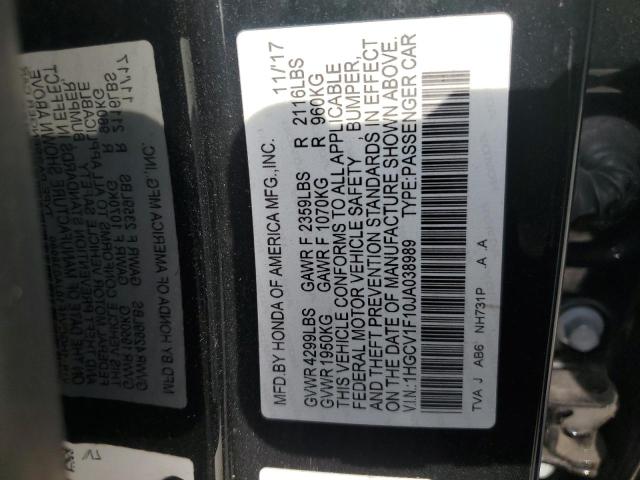 MFD.BY HONDA OF AMERICA MFG.,INC. 11/17
GVWR 4299LBS GAWR F 2359LBS R 2116LBS
GVWR 1950KG GAWR F 1070KG R 960KG
THIS VEHICLE CONFORMS TO ALL APPLICABLE
FEDERAL MOTOR VEHICLE SAFETY, BUMPER,
AND THEFT PREVENTION STANDARDS IN EFFECT
ON THE DATE OF MANUFACTURE SHOWN ABOVE.
V.I.N.:1HGCV1F10JA038989 TYPE:PASSENGER CAR
TVA J AB6 NH731P A A